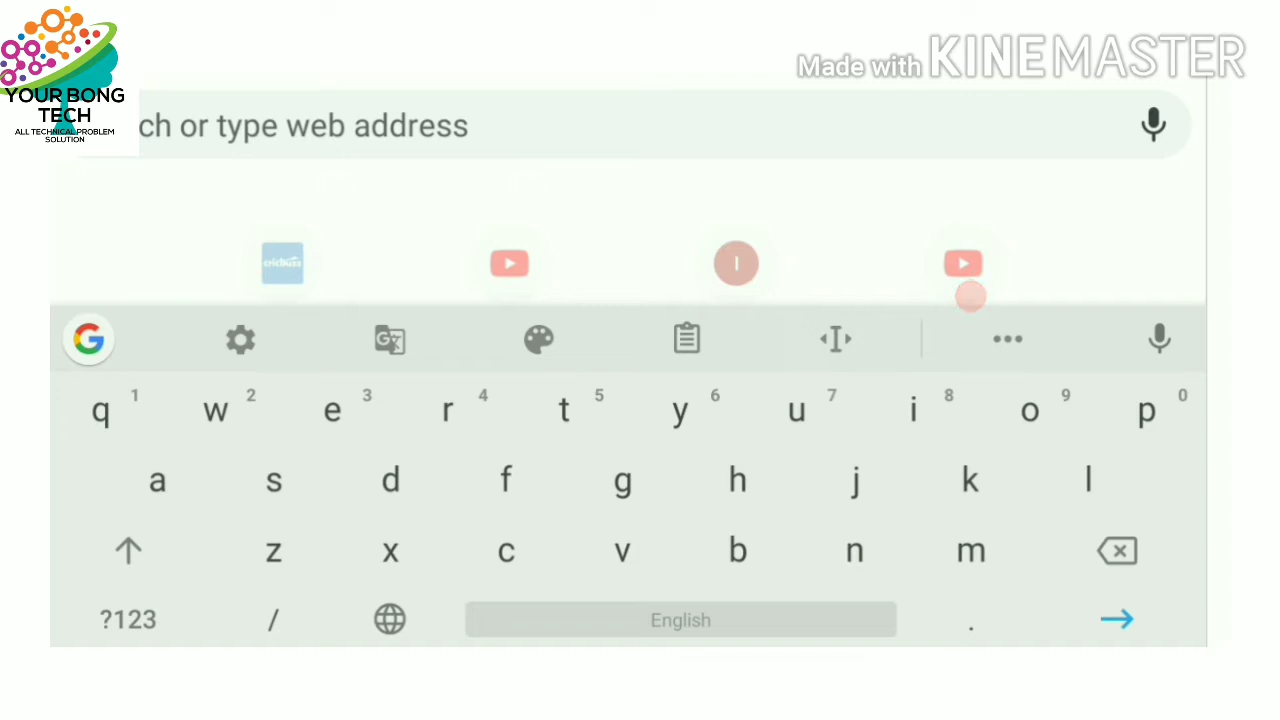 YOUR BONG
TECH
ALL TECHNICAL PROBLEM
SOLUTION
Made with KINEMASTER
ch or type web address
cricbuzz
I
G
G
q 1 w 2 e 3 r 4 t 5 y 6 u 7 i 8 o 9 p 0
a s d f g h j k l
z x c v b n m
?123 / English .